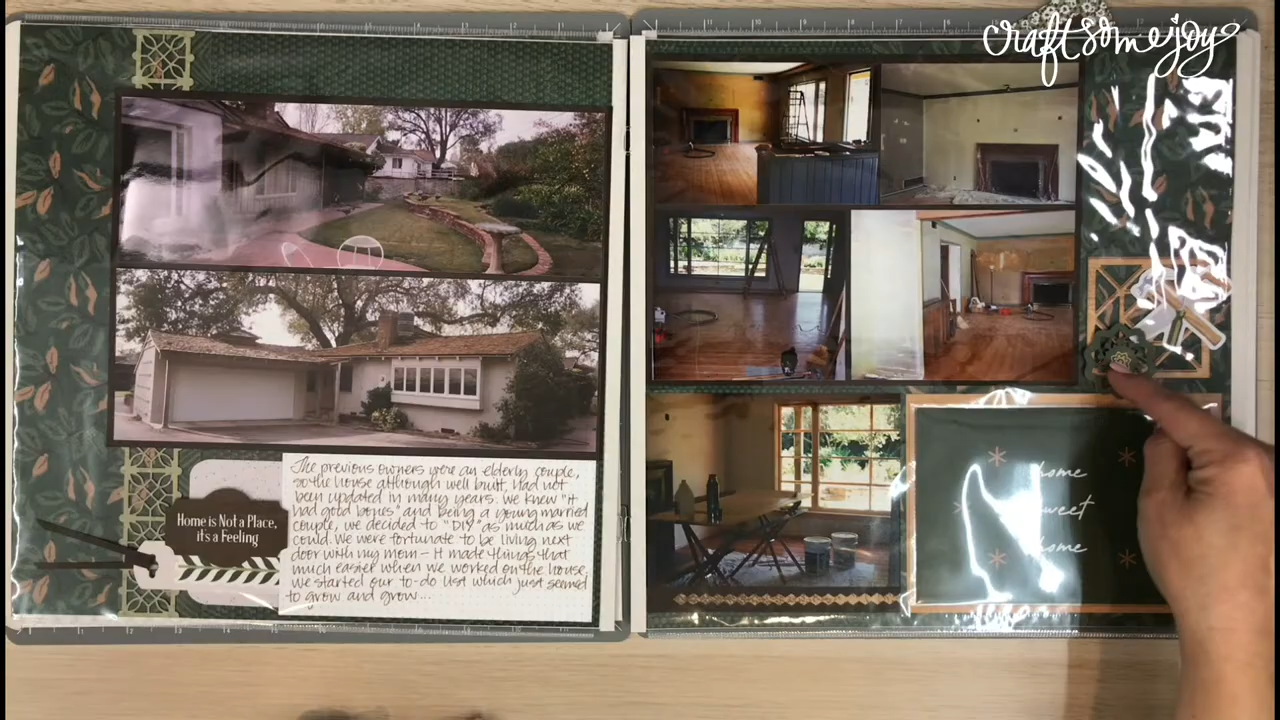 craftsomejoy
Home is Not a Place,
it's a Feeling
The previous owners were an elderly couple,
so the house although well built, had not
been updated in many years. We knew "it
had good bones" and being a young married
couple, we decided to "DIY" as much as we
could. We were fortunate to be living next
door with my mom - it made things that
much easier when we worked on the house.
We started our to-do list which just seemed
to grow and grow...
home
sweet
home